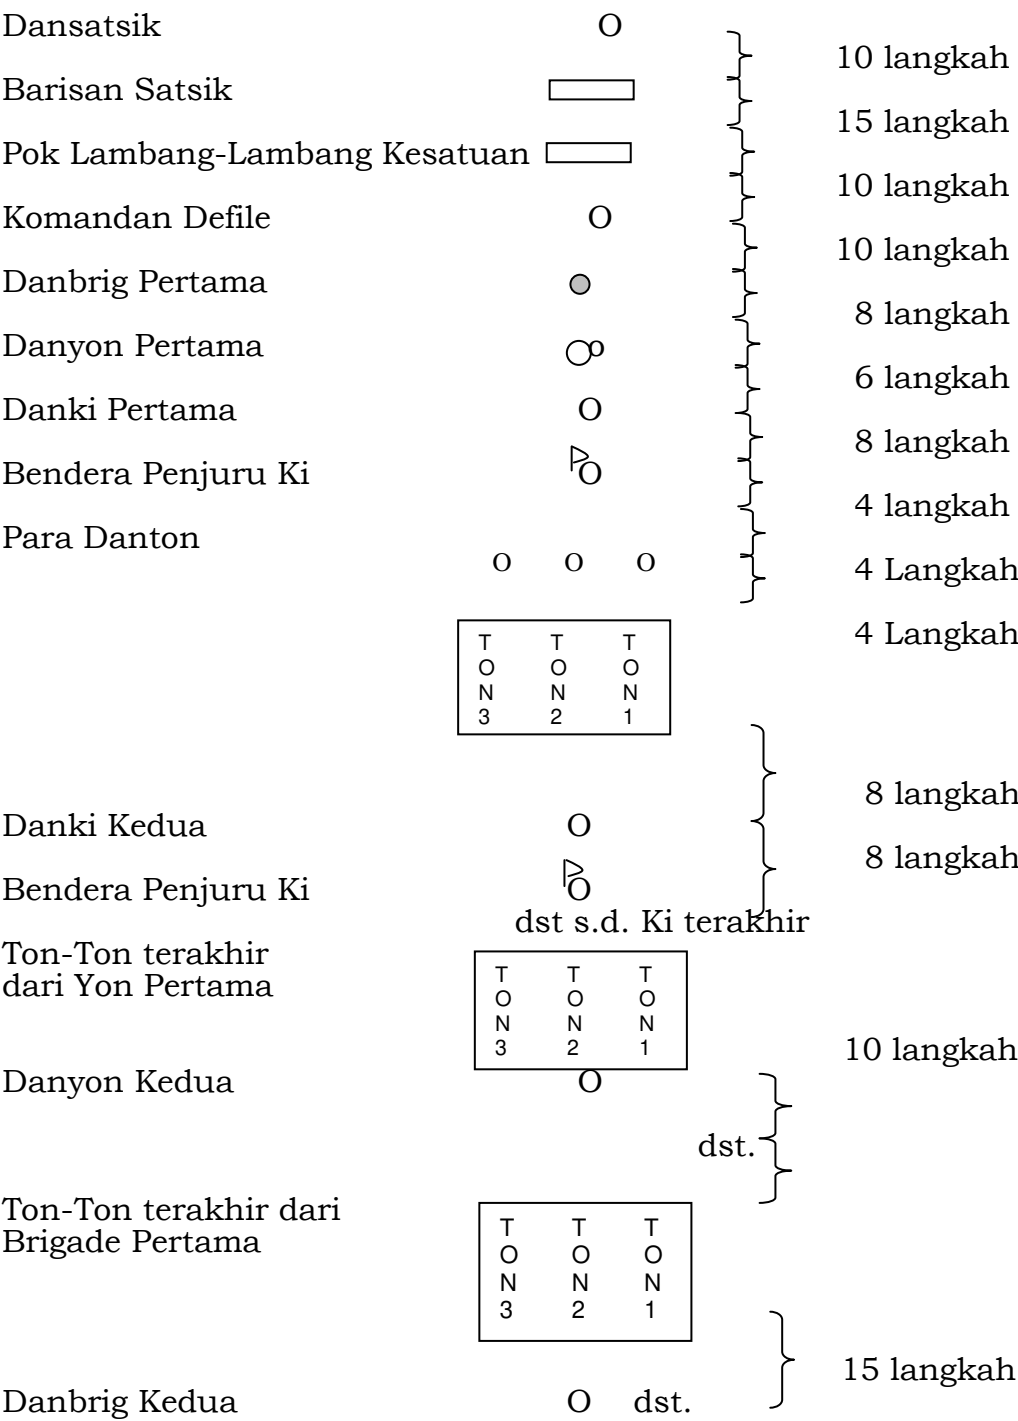 Dansatsik O
10 langkah
Barisan Satsik
15 langkah
Pok Lambang-Lambang Kesatuan
10 langkah
Komandan Defile O
10 langkah
Danbrig Pertama
8 langkah
Danyon Pertama o
6 langkah
Danki Pertama O
8 langkah
Bendera Penjuru Ki O
4 langkah
Para Danton
O O O
4 Langkah
4 Langkah
T T T
O O O
N N N
3 2 1
8 langkah
Danki Kedua O
8 langkah
Bendera Penjuru Ki O
dst s.d. Ki terakhir
Ton-Ton terakhir
dari Yon Pertama
T T T
O O O
N N N
3 2 1
10 langkah
Danyon Kedua O
dst.
Ton-Ton terakhir dari
Brigade Pertama
T T T
O O O
N N N
3 2 1
15 langkah
Danbrig Kedua O dst.